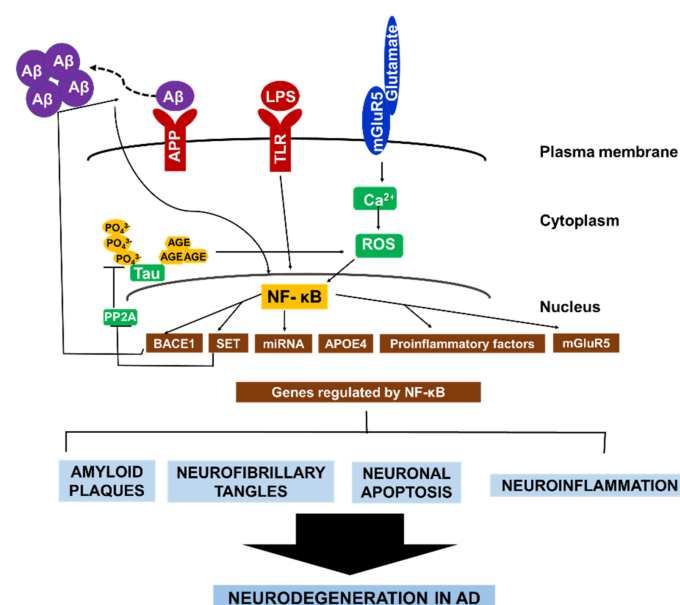 Glutamate
Aβ
Aβ
Aβ
Aβ
Aβ
LPS
mGluR5
APP
TLR
Plasma membrane
Ca²⁺
Cytoplasm
PO₄³⁻
PO₄³⁻
PO₄³⁻
AGE
AGEAGE
ROS
Tau
NF- κB
Nucleus
PP2A
BACE1
SET
miRNA
APOE4
Proinflammatory factors
mGluR5
Genes regulated by NF-κB
AMYLOID
PLAQUES
NEUROFIBRILLARY
TANGLES
NEURONAL
APOPTOSIS
NEUROINFLAMMATION
NEURODEGENERATION IN AD